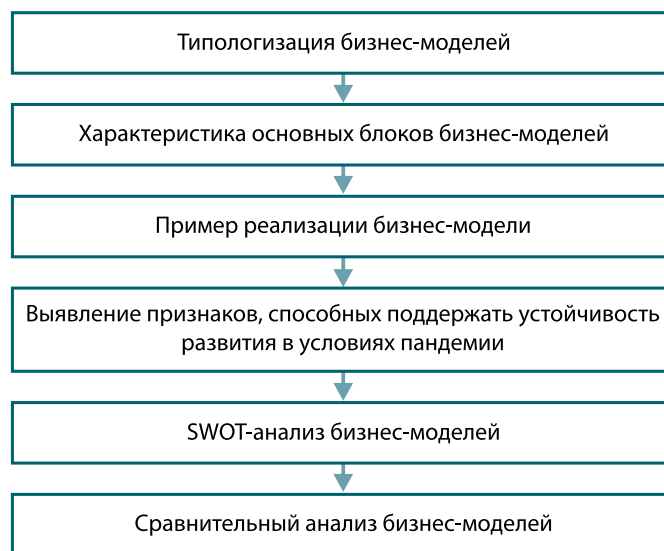 Типологизация бизнес-моделей
Характеристика основных блоков бизнес-моделей
Пример реализации бизнес-модели
Выявление признаков, способных поддержать устойчивость
развития в условиях пандемии
SWOT-анализ бизнес-моделей
Сравнительный анализ бизнес-моделей